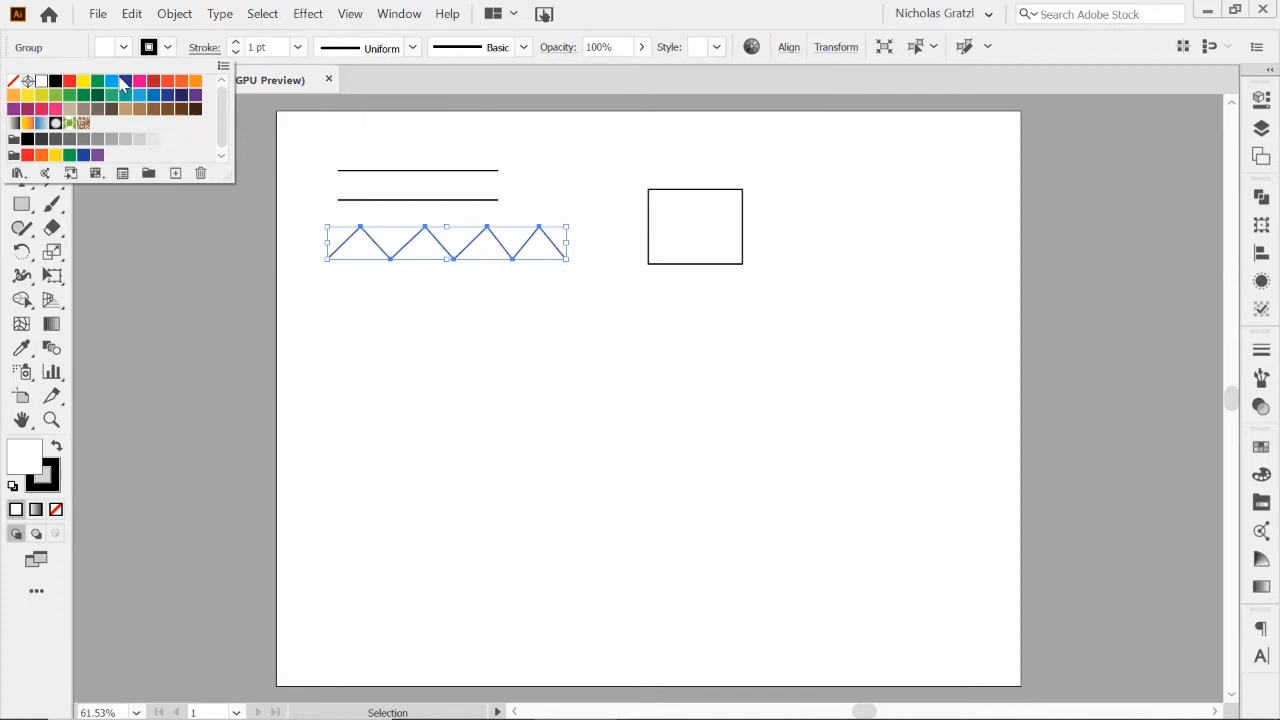 Ai File Edit Object Type Select Effect View Window Help Nicholas Gratzl Search Adobe Stock
Group Stroke: 1 pt Uniform Basic Opacity: 100% Style: Align Transform
GPU Preview)
61.53% 1 Selection